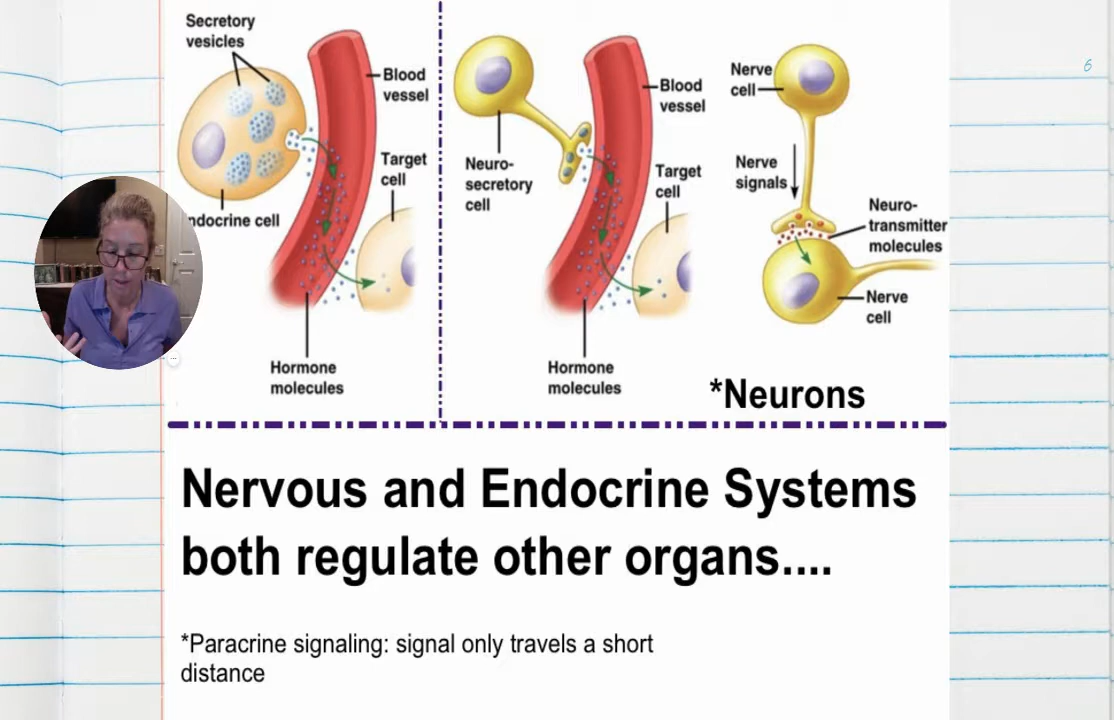 Secretory
vesicles
Blood
vessel
Target
cell
ndocrine cell
Hormone
molecules
Neuro-
secretory
cell
Blood
vessel
Target
cell
Hormone
molecules
Nerve
cell
Nerve
signals
Neuro-
transmitter
molecules
Nerve
cell
*Neurons
6
Nervous and Endocrine Systems
both regulate other organs....
*Paracrine signaling: signal only travels a short
distance